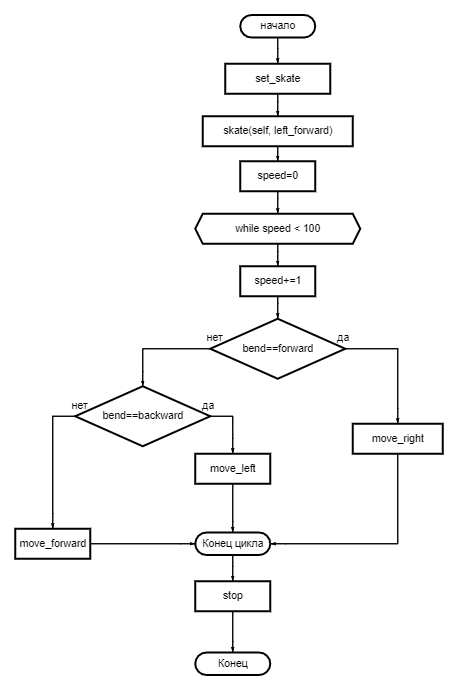 начало
set_skate
skate(self, left_forward)
speed=0
while speed < 100
speed+=1
нет
да
bend==forward
нет
да
bend==backward
move_right
move_left
move_forward
Конец цикла
stop
Конец